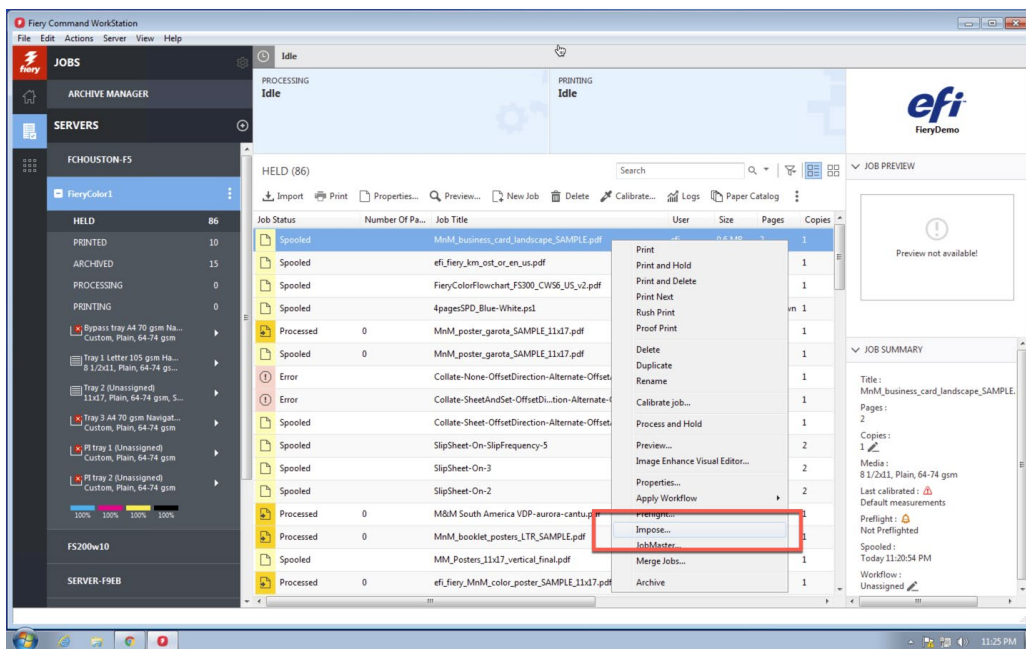 Fiery Command WorkStation
File Edit Actions Server View Help
fiery
JOBS
ARCHIVE MANAGER
SERVERS
FCHOUSTON-F5
FieryColor1
HELD 86
PRINTED 10
ARCHIVED 15
PROCESSING 0
PRINTING 0
Bypass tray A4 70 gsm Na...
Custom, Plain, 64-74 gsm
Tray 1 Letter 105 gsm Ha...
8 1/2x11, Plain, 64-74 gs...
Tray 2 (Unassigned)
11x17, Plain, 64-74 gsm, S...
Tray 3 A4 70 gsm Navigat...
Custom, Plain, 64-74 gsm
PI tray 1 (Unassigned)
Custom, Plain, 64-74 gsm
PI tray 2 (Unassigned)
Custom, Plain, 64-74 gsm
100% 100% 100% 100%
FS200w10
SERVER-F9EB
Idle
PROCESSING
Idle
PRINTING
Idle
HELD (86)
Search
Import Print Properties... Preview... New Job Delete Calibrate... Logs Paper Catalog
Job Status Number Of Pa... Job Title User Size Pages Copies
Spooled MnM_business_card_landscape_SAMPLE.pdf efi 0.6 MB 2 1
Spooled efi_fiery_km_ost_or_en_us.pdf 1
Spooled FieryColorFlowchart_FS300_CWS6_US_v2.pdf 1
Spooled 4pagesSPD_Blue-White.ps1 vn 1
Processed 0 MnM_poster_garota_SAMPLE_11x17.pdf 1
Spooled 0 MnM_poster_garota_SAMPLE_11x17.pdf 1
Error Collate-None-OffsetDirection-Alternate-Offset 1
Error Collate-SheetAndSet-OffsetDi...tion-Alternate- 1
Spooled Collate-Sheet-OffsetDirection-Alternate-Offset 1
Spooled SlipSheet-On-SlipFrequency-5 2
Spooled SlipSheet-On-3 2
Spooled SlipSheet-On-2 2
Processed 0 M&M South America VDP-aurora-cantu.p 1
Processed 0 MnM_booklet_posters_LTR_SAMPLE.pdf 1
Spooled MM_Posters_11x17_vertical_final.pdf 1
Processed 0 efi_fiery_MnM_color_poster_SAMPLE_11x17.pdf 1
Print
Print and Hold
Print and Delete
Print Next
Rush Print
Proof Print
Delete
Duplicate
Rename
Calibrate job...
Process and Hold
Preview...
Image Enhance Visual Editor...
Properties...
Apply Workflow
Preflight...
Impose...
JobMaster...
Merge Jobs...
Archive
efi
FieryDemo
JOB PREVIEW
Preview not available!
JOB SUMMARY
Title :
MnM_business_card_landscape_SAMPLE.
Pages :
2
Copies :
1
Media :
8 1/2x11, Plain, 64-74 gsm
Last calibrated :
Default measurements
Preflight :
Not Preflighted
Spooled :
Today 11:20:54 PM
Workflow :
Unassigned
11:25 PM